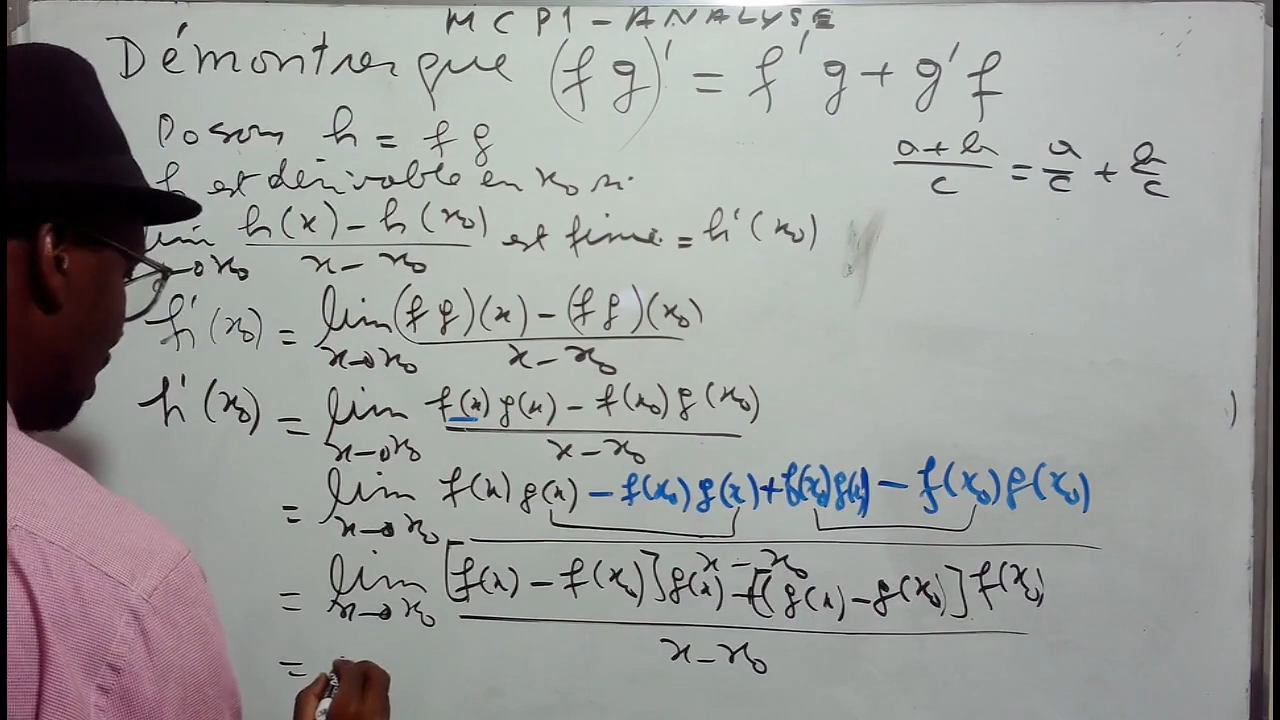 MCP1 - ANALYSE
Démontrer que (fg)' = f'g + g'f
Posons h = fg
h est dérivable en x₀ si
lim h(x) - h(x₀) / x - x₀ est finie = h'(x₀)
x→x₀
(a+b)/c = a/c + b/c
h'(x₀) = lim (fg)(x) - (fg)(x₀) / x - x₀
x→x₀
h'(x₀) = lim f(x)g(x) - f(x₀)g(x₀) / x - x₀
x→x₀
= lim f(x)g(x) - f(x₀)g(x) + f(x₀)g(x) - f(x₀)g(x₀) / x - x₀
x→x₀
= lim [f(x) - f(x₀)]g(x) + [g(x) - g(x₀)]f(x₀) / x - x₀
x→x₀
=